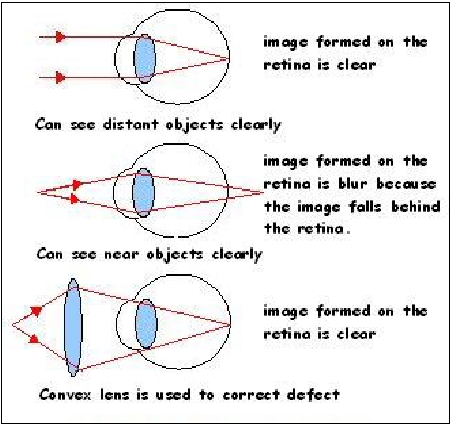 image formed on the
retina is clear
Can see distant objects clearly
image formed on the
retina is blur because
the image falls behind
the retina.
Can see near objects clearly
image formed on the
retina is clear
Convex lens is used to correct defect